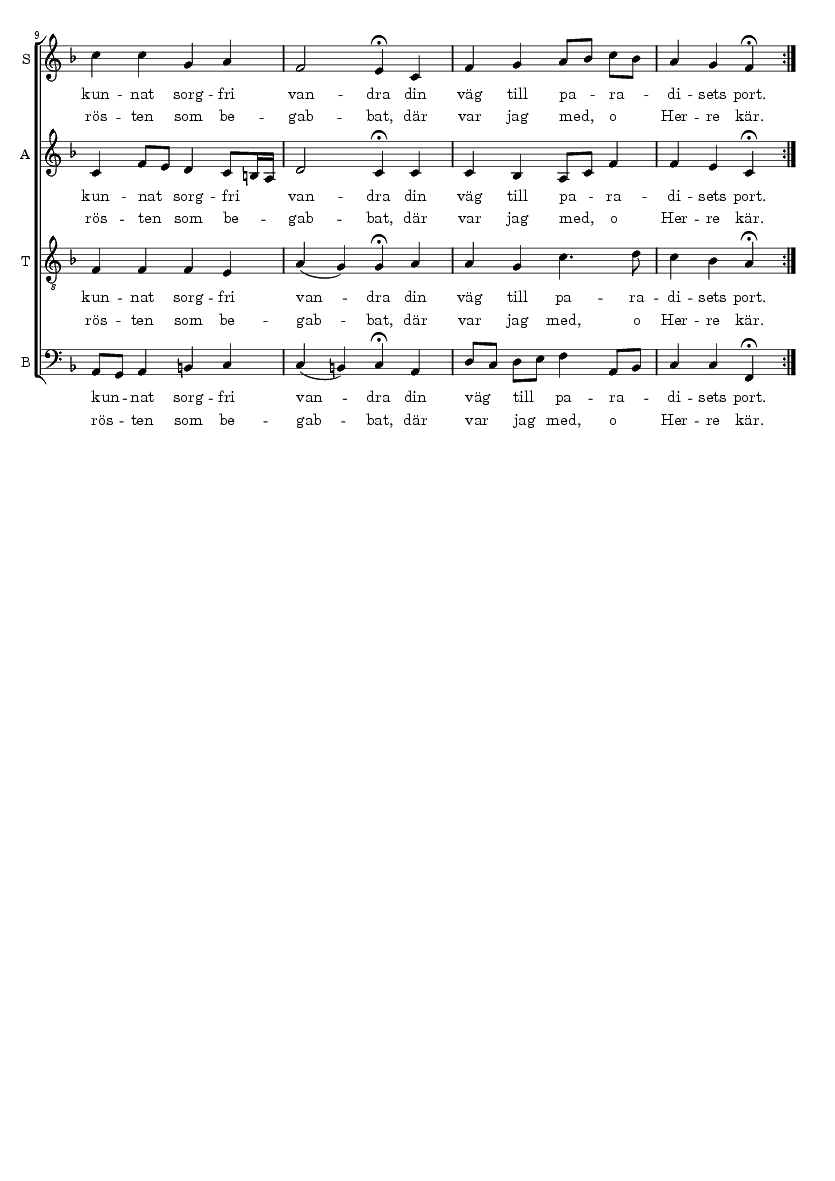 9
S
kun - nat sorg - fri van - dra din väg till pa - ra - di - sets port.
rös - ten som be - gab - bat, där var jag med, o Her - re kär.
A
kun - nat sorg - fri van - dra din väg till pa - ra - di - sets port.
rös - ten som be - gab - bat, där var jag med, o Her - re kär.
T
8
kun - nat sorg - fri van - dra din väg till pa - ra - di - sets port.
rös - ten som be - gab - bat, där var jag med, o Her - re kär.
B
kun - nat sorg - fri van - dra din väg till pa - ra - di - sets port.
rös - ten som be - gab - bat, där var jag med, o Her - re kär.